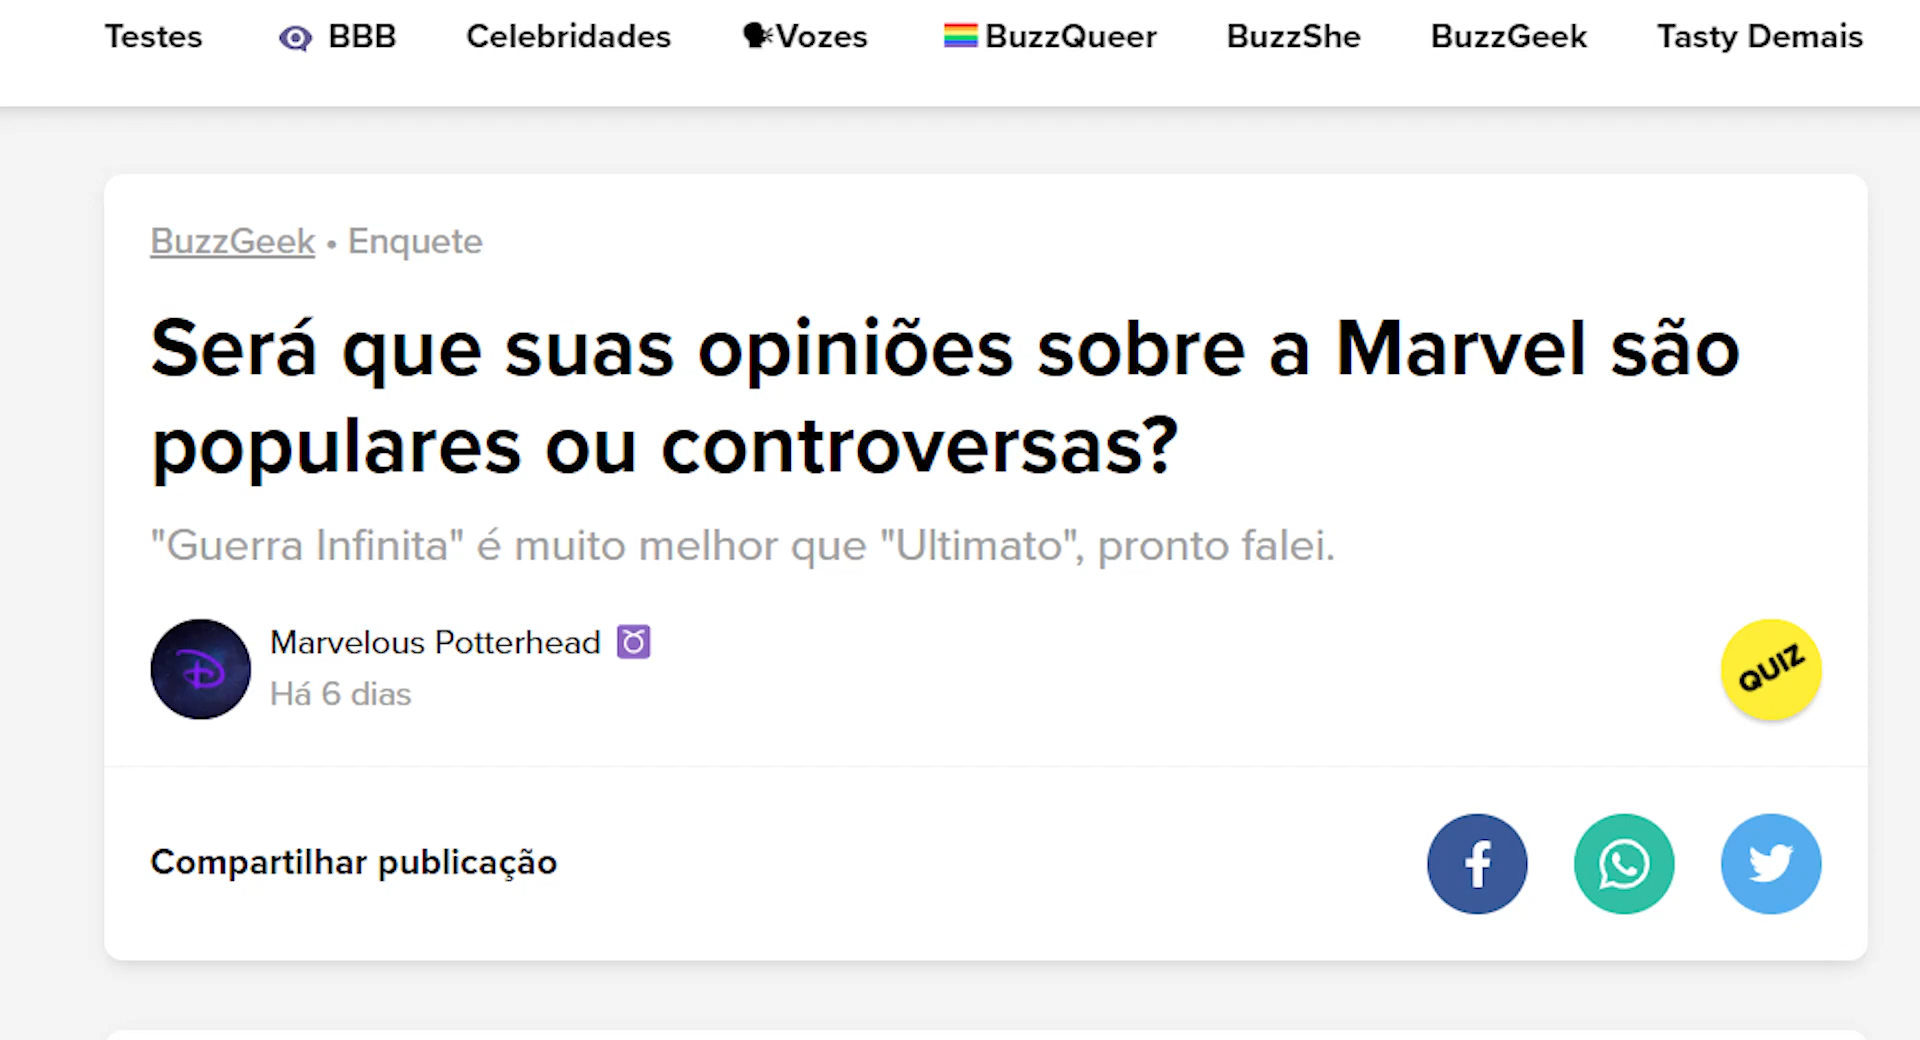 Testes BBB Celebridades Vozes BuzzQueer BuzzShe BuzzGeek Tasty Demais
BuzzGeek • Enquete
Será que suas opiniões sobre a Marvel são
populares ou controversas?
"Guerra Infinita" é muito melhor que "Ultimato", pronto falei.
Marvelous Potterhead ♉
Há 6 dias
QUIZ
Compartilhar publicação